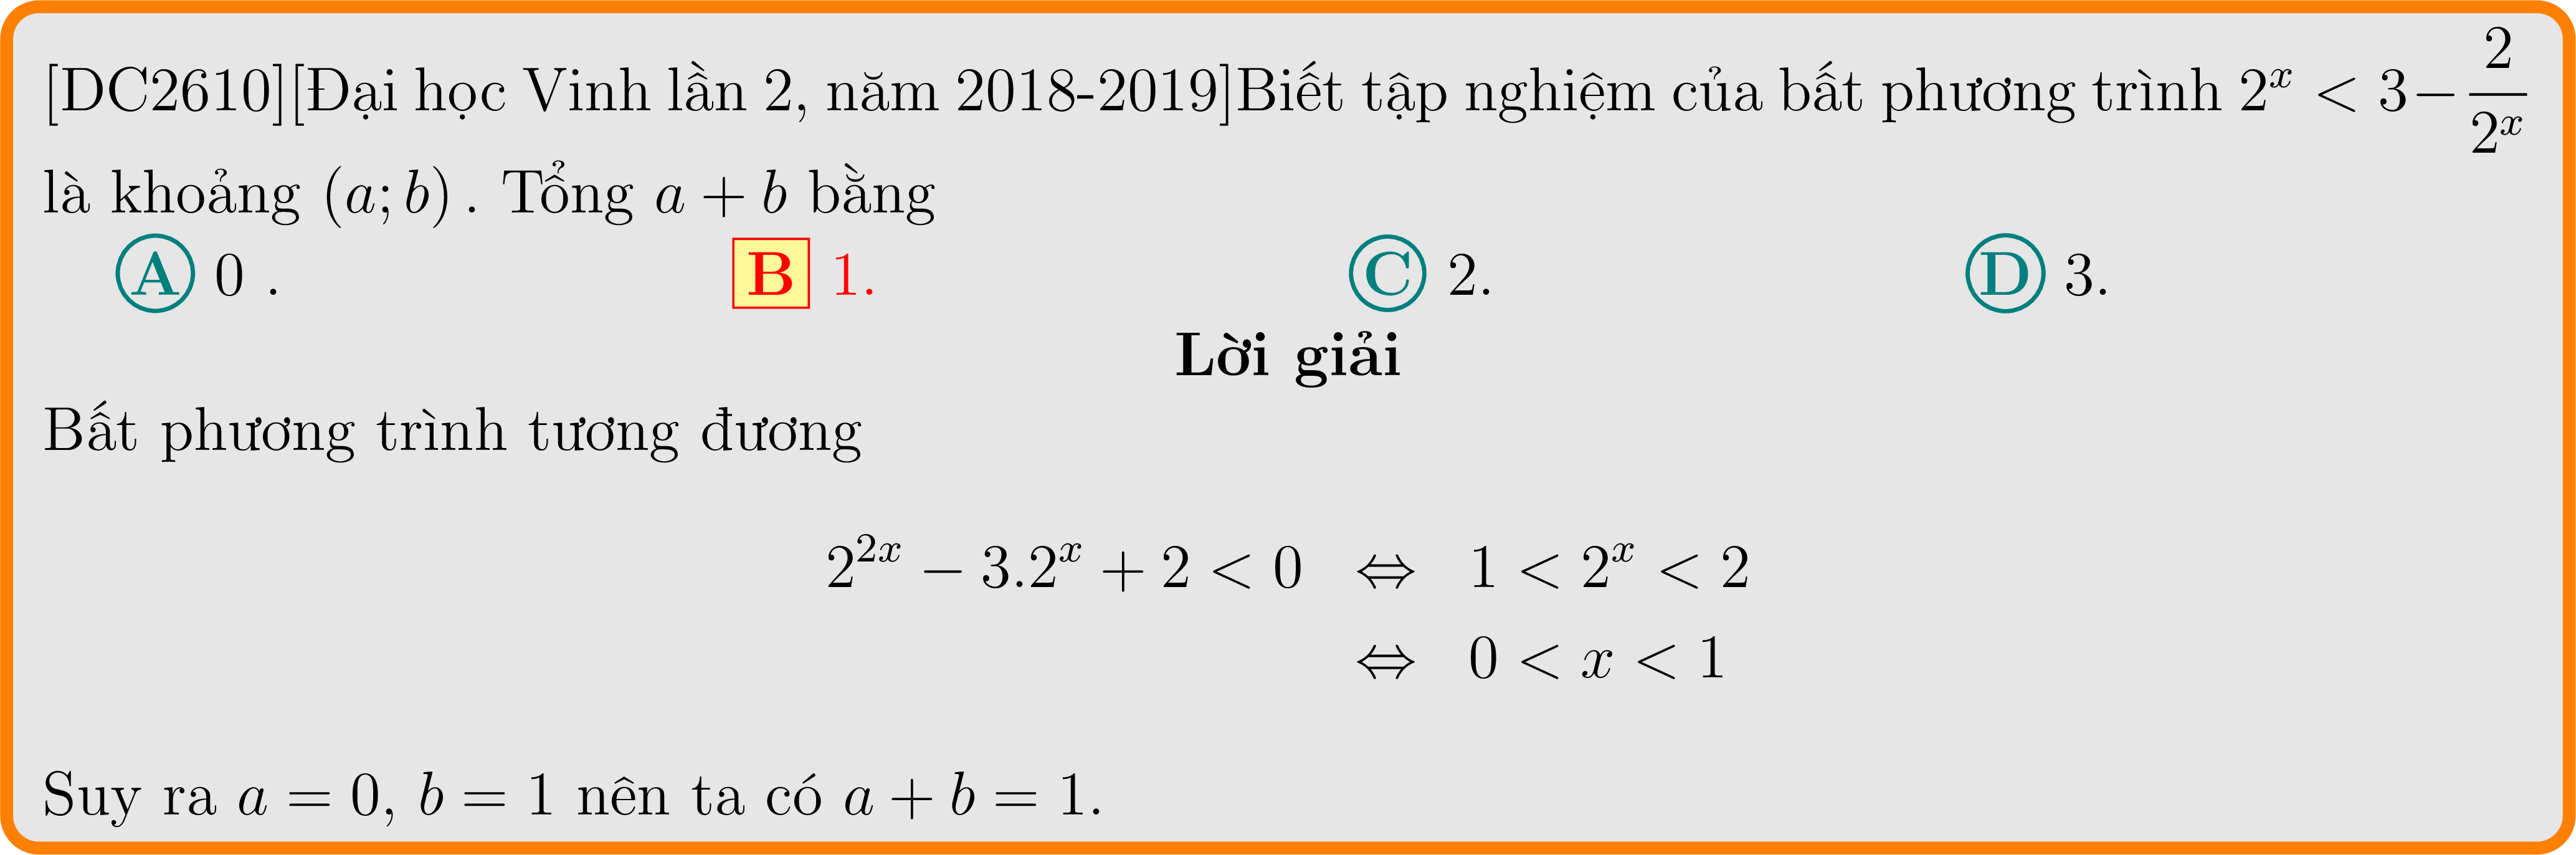 [DC2610][Đại học Vinh lần 2, năm 2018-2019]Biết tập nghiệm của bất phương trình $2^x < 3 - \dfrac{2}{2^x}$
là khoảng $(a; b)$. Tổng $a + b$ bằng
A 0 . B 1. C 2. D 3.
Lời giải
Bất phương trình tương đương
$2^{2x} - 3.2^x + 2 < 0 \Leftrightarrow 1 < 2^x < 2$
$\Leftrightarrow 0 < x < 1$
Suy ra $a = 0$, $b = 1$ nên ta có $a + b = 1$.